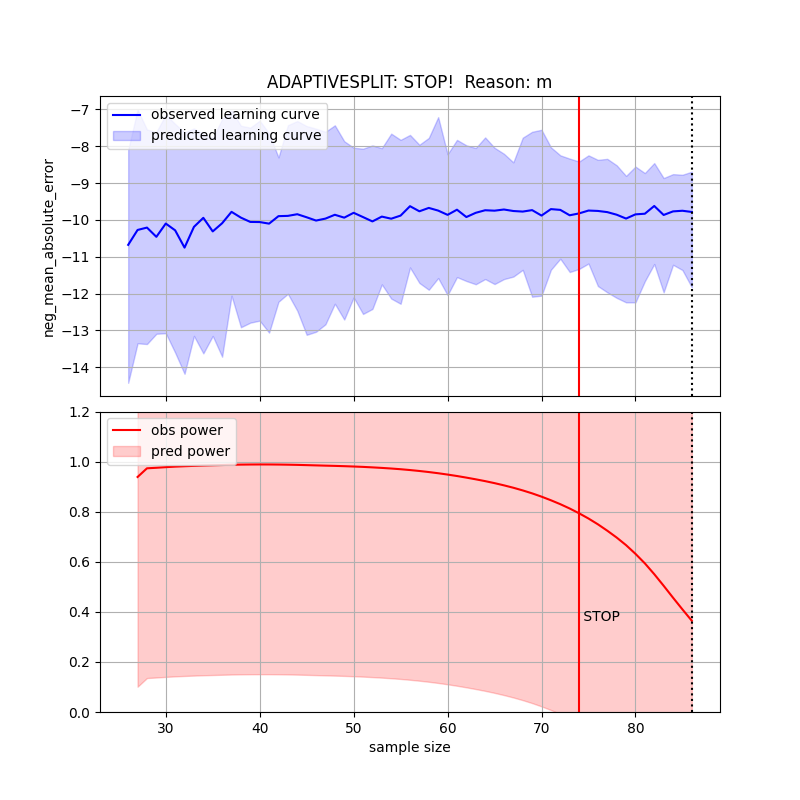 ADAPTIVESPLIT: STOP!  Reason: m
observed learning curve
predicted learning curve
neg_mean_absolute_error
−7
−8
−9
−10
−11
−12
−13
−14
obs power
pred power
1.2
1.0
0.8
0.6
0.4
0.2
0.0
STOP
30 40 50 60 70 80
sample size